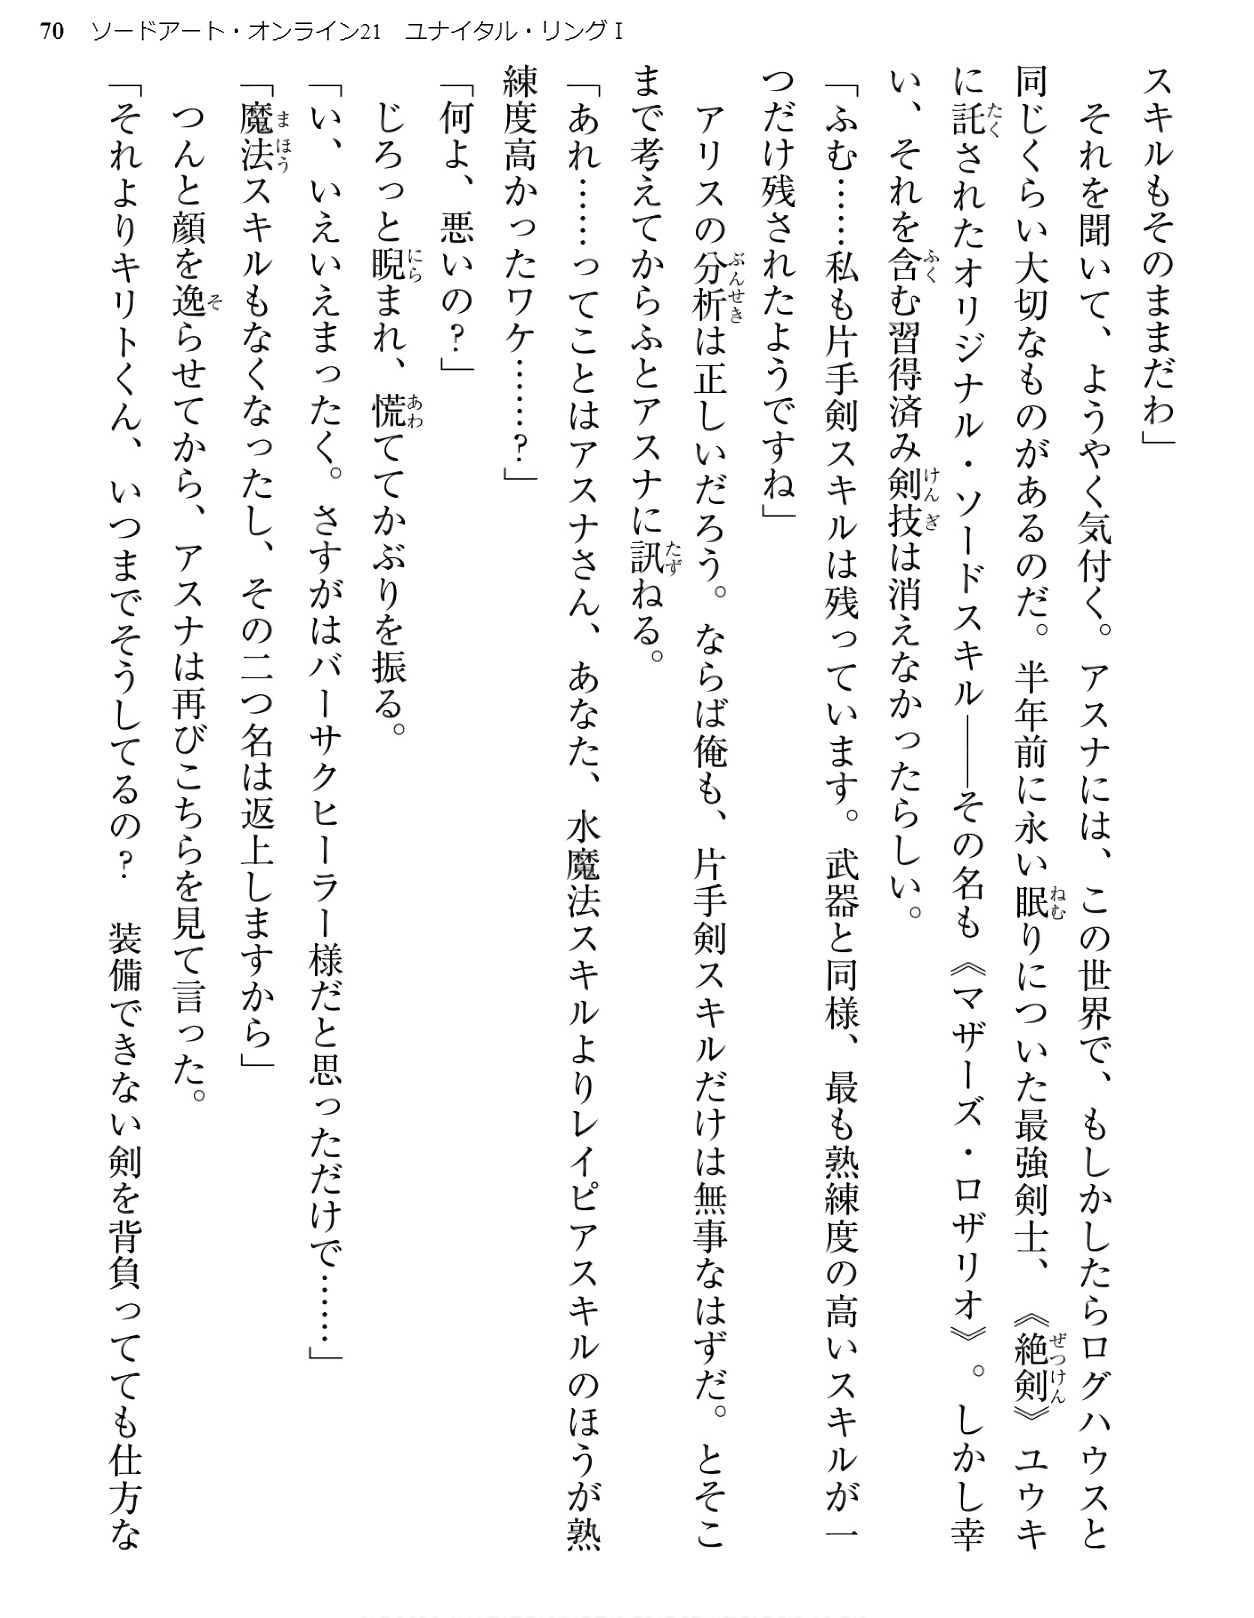 70 ソードアート・オンライン21 ユナイタル・リングⅠ
スキルもそのままだわ」
　それを聞いて、ようやく気付く。アスナには、この世界で、もしかしたらログハウスと
同じくらい大切なものがあるのだ。半年前に永い眠りについた最強剣士、《絶剣》ユウキ
に託されたオリジナル・ソードスキル――その名も《マザーズ・ロザリオ》。しかし幸
い、それを含む習得済み剣技は消えなかったらしい。
「ふむ……私も片手剣スキルは残っています。武器と同様、最も熟練度の高いスキルが一
つだけ残されたようですね」
　アリスの分析は正しいだろう。ならば俺も、片手剣スキルだけは無事なはずだ。とそこ
まで考えてからふとアスナに訊ねる。
「あれ……ってことはアスナさん、あなた、水魔法スキルよりレイピアスキルのほうが熟
練度高かったワケ……？」
「何よ、悪いの？」
　じろっと睨まれ、慌ててかぶりを振る。
「い、いえいえまったく。さすがはバーサクヒーラー様だと思っただけで……」
「魔法スキルもなくなったし、その二つ名は返上しますから」
　つんと顔を逸らせてから、アスナは再びこちらを見て言った。
「それよりキリトくん、いつまでそうしてるの？　装備できない剣を背負ってても仕方な